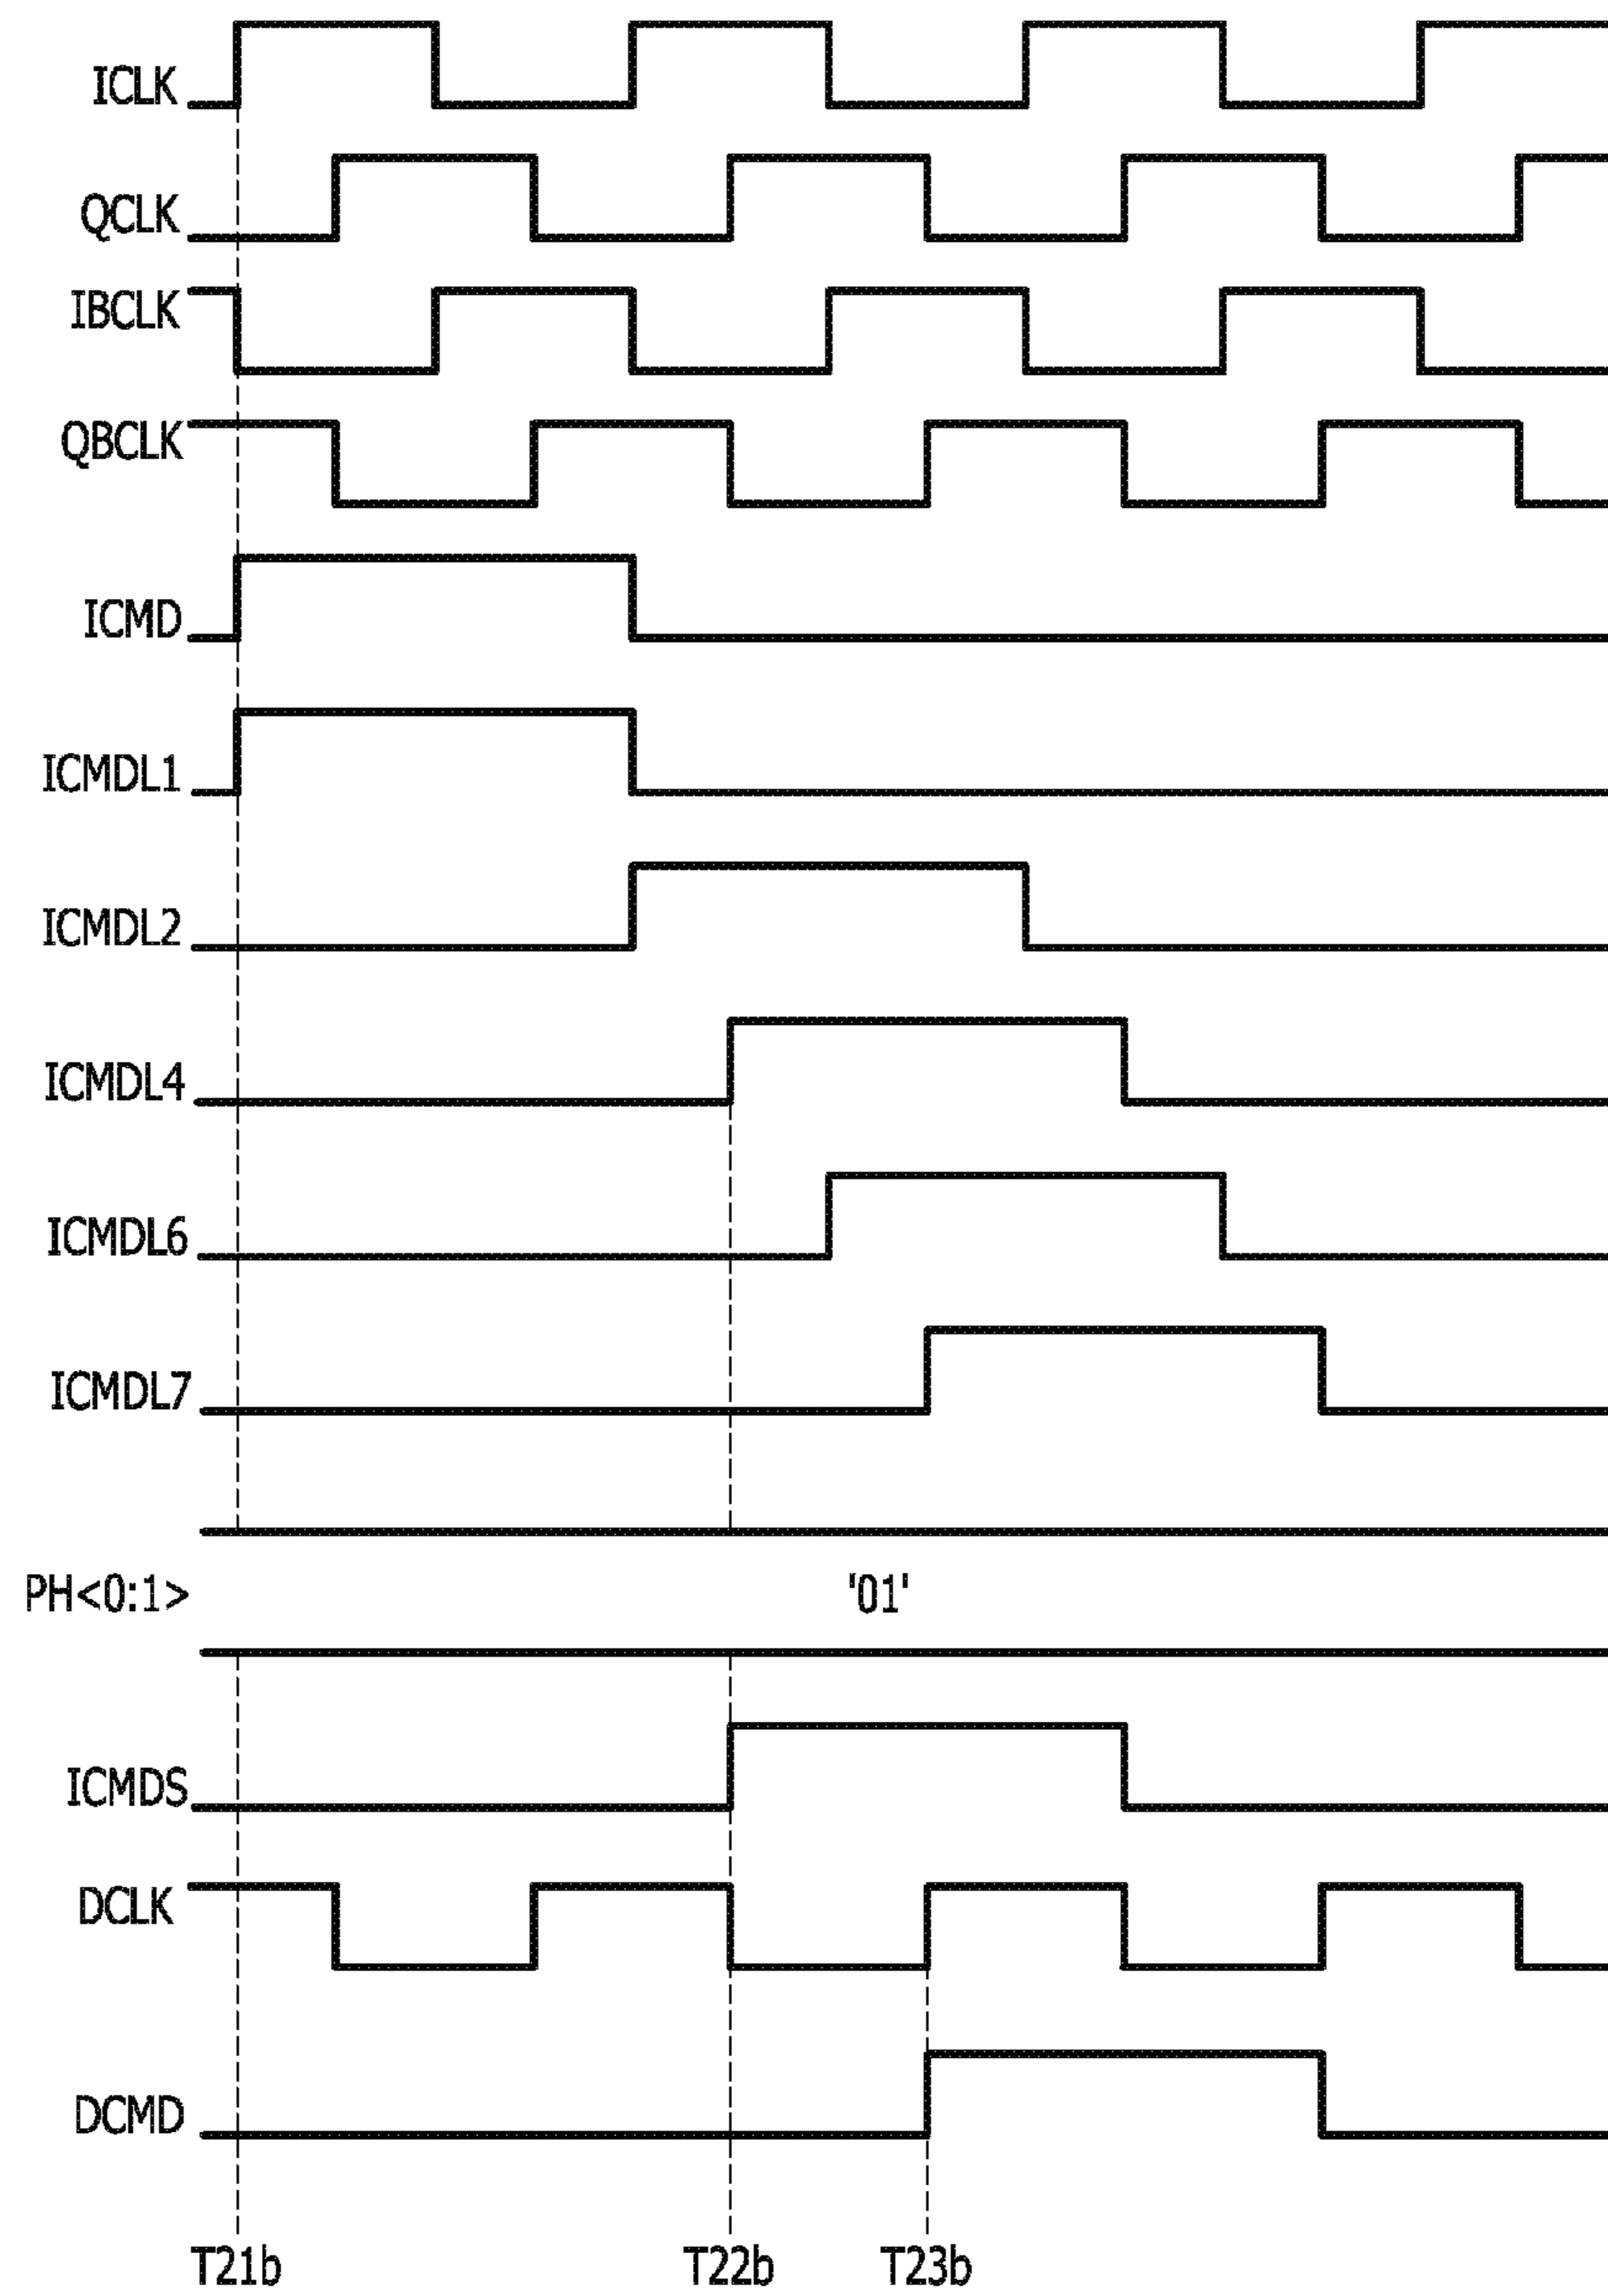 ICLK
QCLK
IBCLK
QBCLK
ICMD
ICMDL1
ICMDL2
ICMDL4
ICMDL6
ICMDL7
PH<0:1> '01'
ICMDS
DCLK
DCMD
T21b T22b T23b